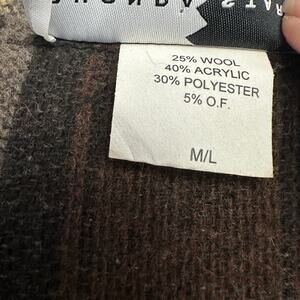 25% WOOL
40% ACRYLIC
30% POLYESTER
5% O.F.
M/L